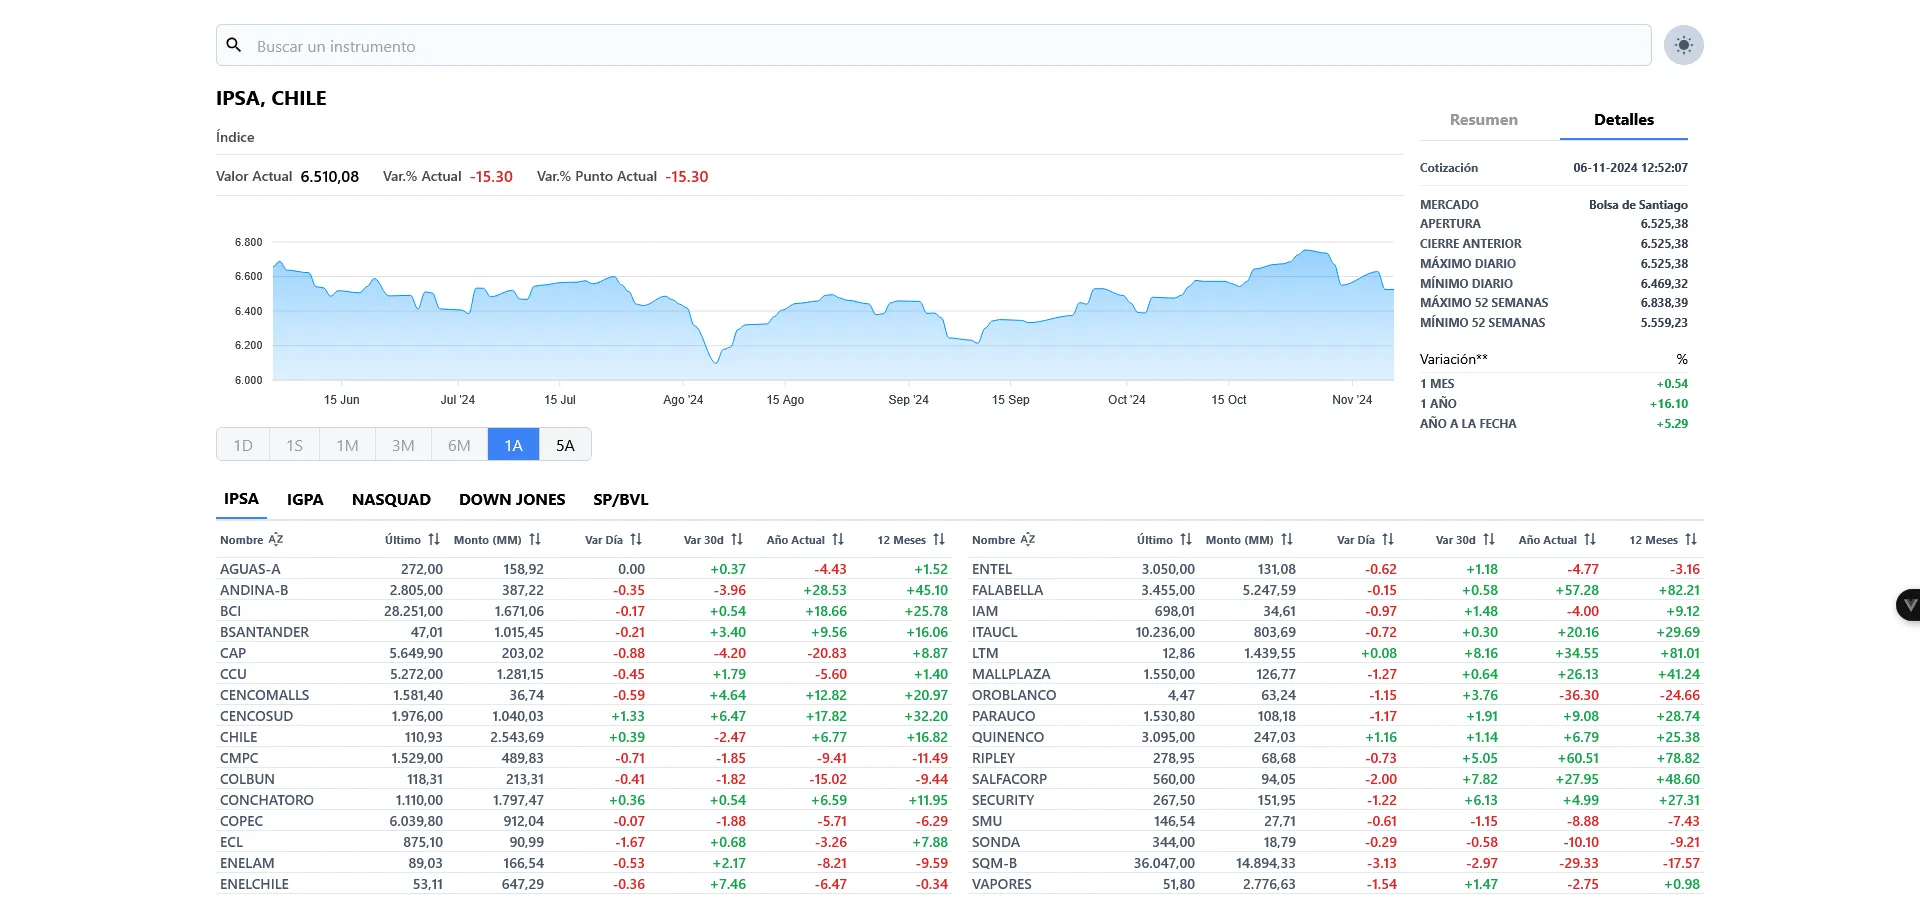 Buscar un instrumento
IPSA, CHILE
Índice
Valor Actual 6.510,08 Var.% Actual -15.30 Var.% Punto Actual -15.30
6.800
6.600
6.400
6.200
6.000
15 Jun Jul '24 15 Jul Ago '24 15 Ago Sep '24 15 Sep Oct '24 15 Oct Nov '24
1D 1S 1M 3M 6M 1A 5A
Resumen Detalles
Cotización 06-11-2024 12:52:07
MERCADO Bolsa de Santiago
APERTURA 6.525,38
CIERRE ANTERIOR 6.525,38
MÁXIMO DIARIO 6.525,38
MÍNIMO DIARIO 6.469,32
MÁXIMO 52 SEMANAS 6.838,39
MÍNIMO 52 SEMANAS 5.559,23
Variación** %
1 MES +0.54
1 AÑO +16.10
AÑO A LA FECHA +5.29
IPSA IGPA NASQUAD DOWN JONES SP/BVL
Nombre Último Monto (MM) Var Día Var 30d Año Actual 12 Meses
AGUAS-A 272,00 158,92 0.00 +0.37 -4.43 +1.52
ANDINA-B 2.805,00 387,22 -0.35 -3.96 +28.53 +45.10
BCI 28.251,00 1.671,06 -0.17 +0.54 +18.66 +25.78
BSANTANDER 47,01 1.015,45 -0.21 +3.40 +9.56 +16.06
CAP 5.649,90 203,02 -0.88 -4.20 -20.83 +8.87
CCU 5.272,00 1.281,15 -0.45 +1.79 -5.60 +1.40
CENCOMALLS 1.581,40 36,74 -0.59 +4.64 +12.82 +20.97
CENCOSUD 1.976,00 1.040,03 +1.33 +6.47 +17.82 +32.20
CHILE 110,93 2.543,69 +0.39 -2.47 +6.77 +16.82
CMPC 1.529,00 489,83 -0.71 -1.85 -9.41 -11.49
COLBUN 118,31 213,31 -0.41 -1.82 -15.02 -9.44
CONCHATORO 1.110,00 1.797,47 +0.36 +0.54 +6.59 +11.95
COPEC 6.039,80 912,04 -0.07 -1.88 -5.71 -6.29
ECL 875,10 90,99 -1.67 +0.68 -3.26 +7.88
ENELAM 89,03 166,54 -0.53 +2.17 -8.21 -9.59
ENELCHILE 53,11 647,29 -0.36 +7.46 -6.47 -0.34
Nombre Último Monto (MM) Var Día Var 30d Año Actual 12 Meses
ENTEL 3.050,00 131,08 -0.62 +1.18 -4.77 -3.16
FALABELLA 3.455,00 5.247,59 -0.15 +0.58 +57.28 +82.21
IAM 698,01 34,61 -0.97 +1.48 -4.00 +9.12
ITAUCL 10.236,00 803,69 -0.72 +0.30 +20.16 +29.69
LTM 12,86 1.439,55 +0.08 +8.16 +34.55 +81.01
MALLPLAZA 1.550,00 126,77 -1.27 +0.64 +26.13 +41.24
OROBLANCO 4,47 63,24 -1.15 +3.76 -36.30 -24.66
PARAUCO 1.530,80 108,18 -1.17 +1.91 +9.08 +28.74
QUINENCO 3.095,00 247,03 +1.16 +1.14 +6.79 +25.38
RIPLEY 278,95 68,68 -0.73 +5.05 +60.51 +78.82
SALFACORP 560,00 94,05 -2.00 +7.82 +27.95 +48.60
SECURITY 267,50 151,95 -1.22 +6.13 +4.99 +27.31
SMU 146,54 27,71 -0.61 -1.15 -8.88 -7.43
SONDA 344,00 18,79 -0.29 -0.58 -10.10 -9.21
SQM-B 36.047,00 14.894,33 -3.13 -2.97 -29.33 -17.57
VAPORES 51,80 2.776,63 -1.54 +1.47 -2.75 +0.98